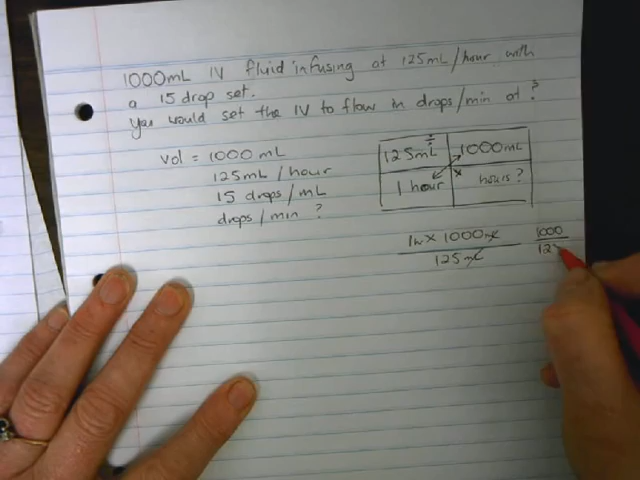 1000mL IV fluid infusing at 125mL/hour with
a 15 drop set.
You would set the IV to flow in drops/min at ?
vol = 1000 mL
125mL / hour
15 drops / mL
drops / min ?
125mL ÷ 1000mL
1 hour x hours?
1hr x 1000mL
125mL
1000
12